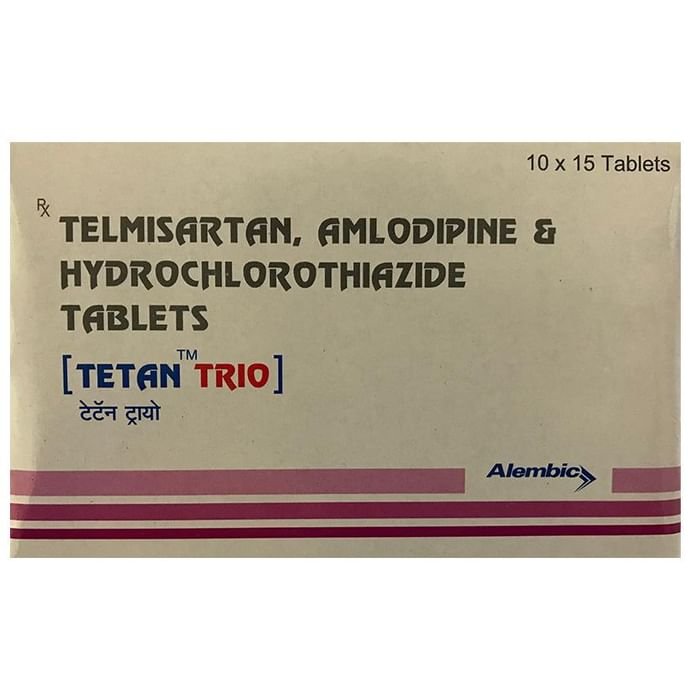 10 x 15 Tablets
Rx
TELMISARTAN, AMLODIPINE &
HYDROCHLOROTHIAZIDE
TABLETS
[TETAN™ TRIO]
टेटॅन ट्रायो
Alembic